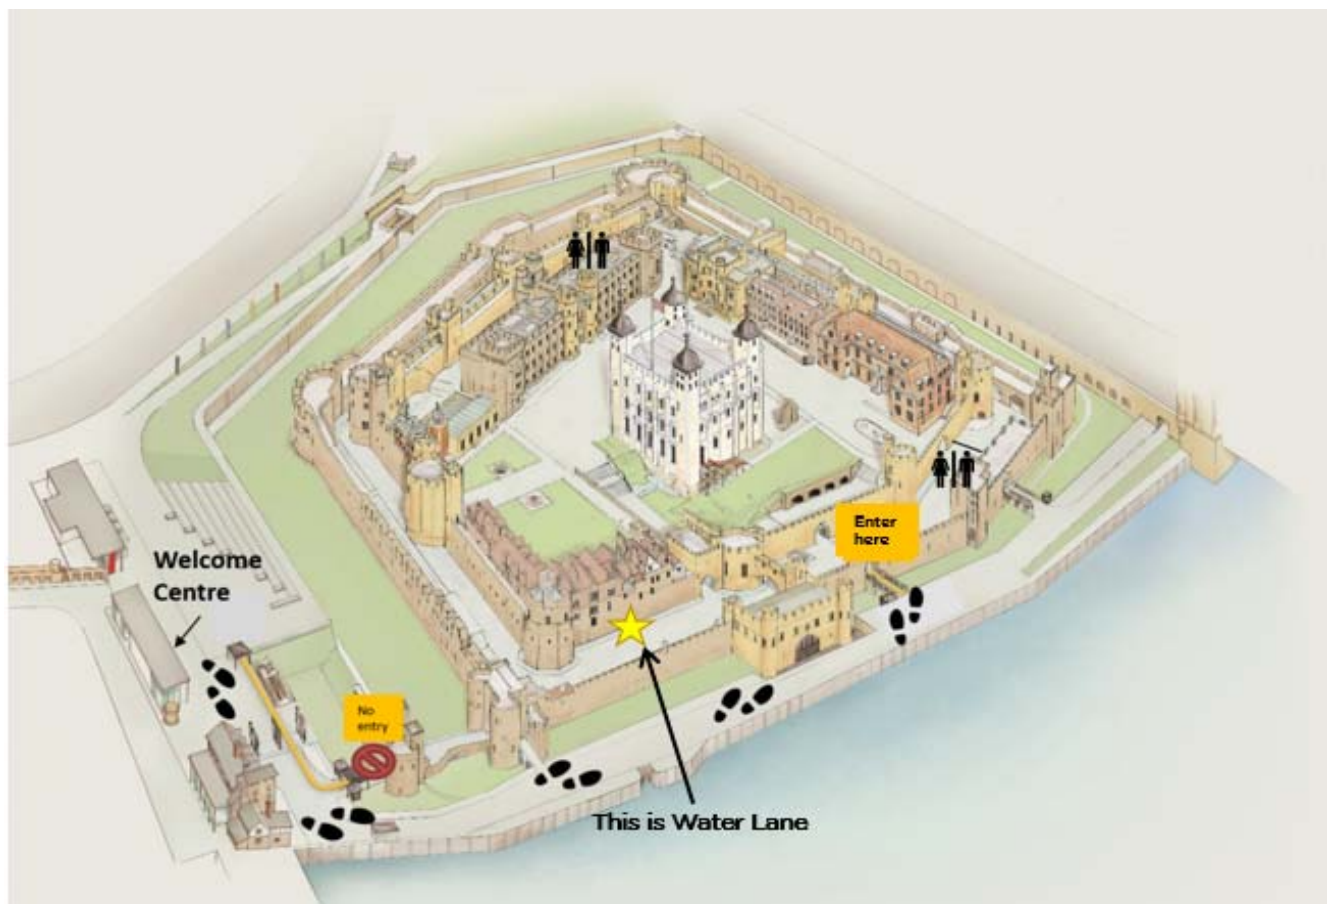 Welcome
Centre
Enter
here
No
entry
This is Water Lane